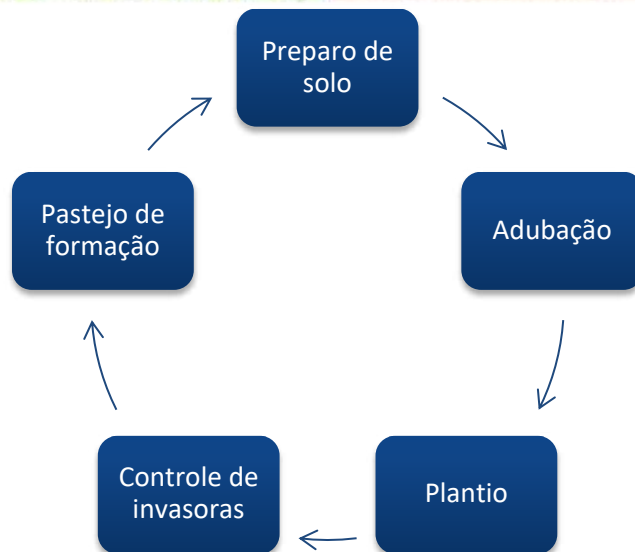 Preparo de
solo
Adubação
Plantio
Controle de
invasoras
Pastejo de
formação